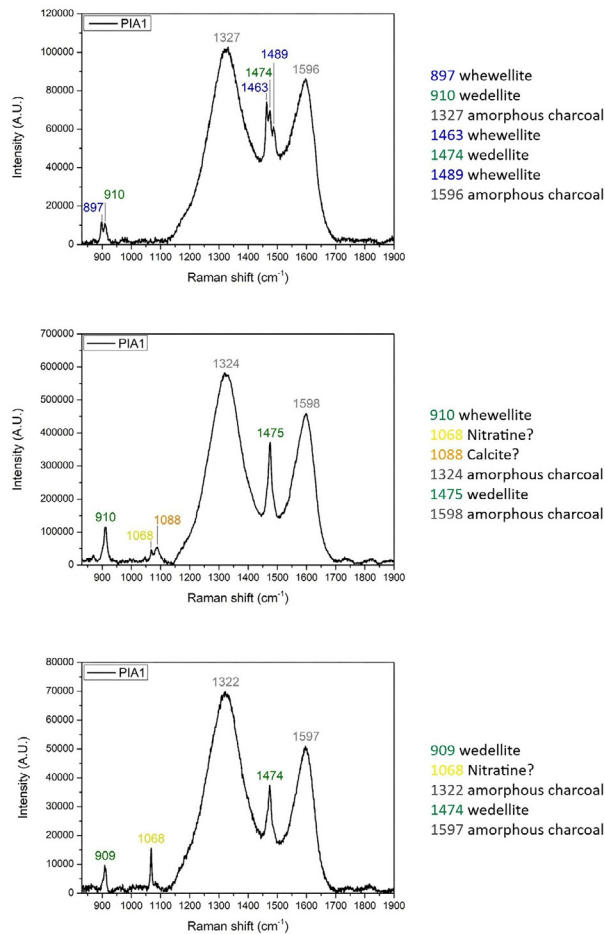 PIA1
120000
100000
80000
60000
40000
20000
0
Intensity (A.U.)
1327
1489
1474
1463
1596
897
910
900 1000 1100 1200 1300 1400 1500 1600 1700 1800 1900
Raman shift (cm-1)
897 whewellite
910 wedellite
1327 amorphous charcoal
1463 whewellite
1474 wedellite
1489 whewellite
1596 amorphous charcoal
PIA1
700000
600000
500000
400000
300000
200000
100000
0
Intensity (A.U.)
1324
1598
1475
910
1068
1088
900 1000 1100 1200 1300 1400 1500 1600 1700 1800 1900
Raman shift (cm-1)
910 whewellite
1068 Nitratine?
1088 Calcite?
1324 amorphous charcoal
1475 wedellite
1598 amorphous charcoal
PIA1
80000
70000
60000
50000
40000
30000
20000
10000
0
Intensity (A.U.)
1322
1597
1474
1068
909
900 1000 1100 1200 1300 1400 1500 1600 1700 1800 1900
Raman shift (cm-1)
909 wedellite
1068 Nitratine?
1322 amorphous charcoal
1474 wedellite
1597 amorphous charcoal